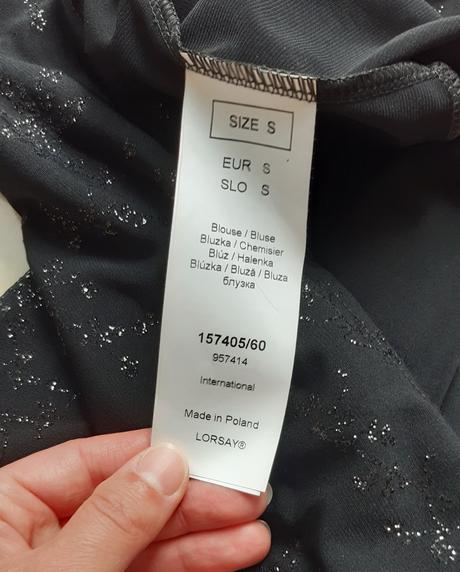 SIZE S
EUR S
SLO S
Blouse / Bluse
Bluzka / Chemisier
Blúz / Halenka
Blúzka / Bluză / Bluza
блузка
157405/60
957414
International
Made in Poland
LORSAY®